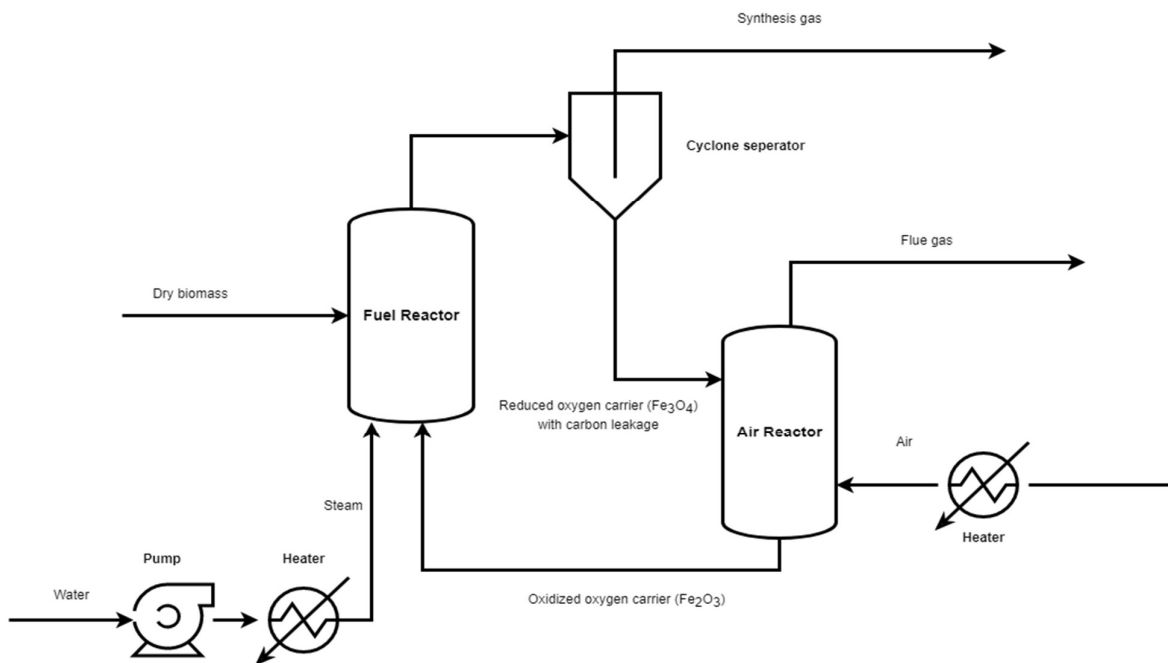 Synthesis gas
Cyclone seperator
Flue gas
Dry biomass
Fuel Reactor
Reduced oxygen carrier (Fe₃O₄)
with carbon leakage
Air Reactor
Air
Steam
Heater
Pump
Heater
Water
Oxidized oxygen carrier (Fe₂O₃)